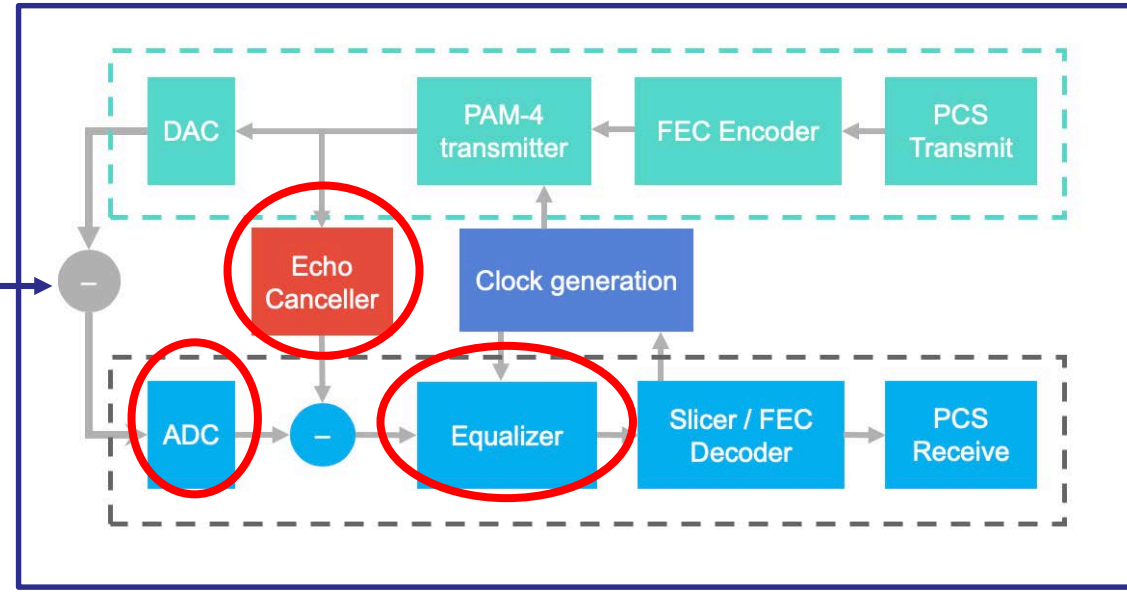 DAC
PAM-4
transmitter
FEC Encoder
PCS
Transmit
–
Echo
Canceller
Clock generation
ADC
–
Equalizer
Slicer / FEC
Decoder
PCS
Receive